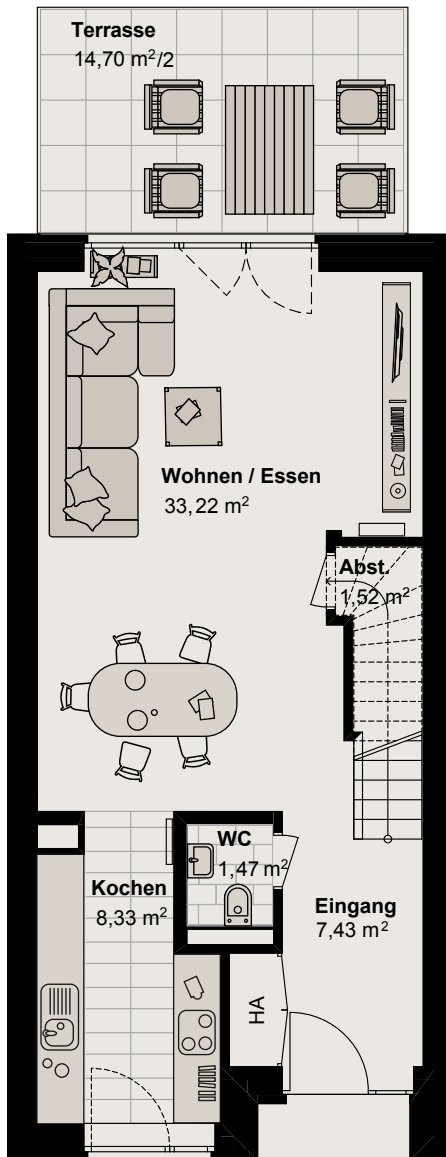 Terrasse
14,70 m²/2
Wohnen / Essen
33,22 m²
Abst.
1,52 m²
WC
1,47 m²
Kochen
8,33 m²
Eingang
7,43 m²
HA